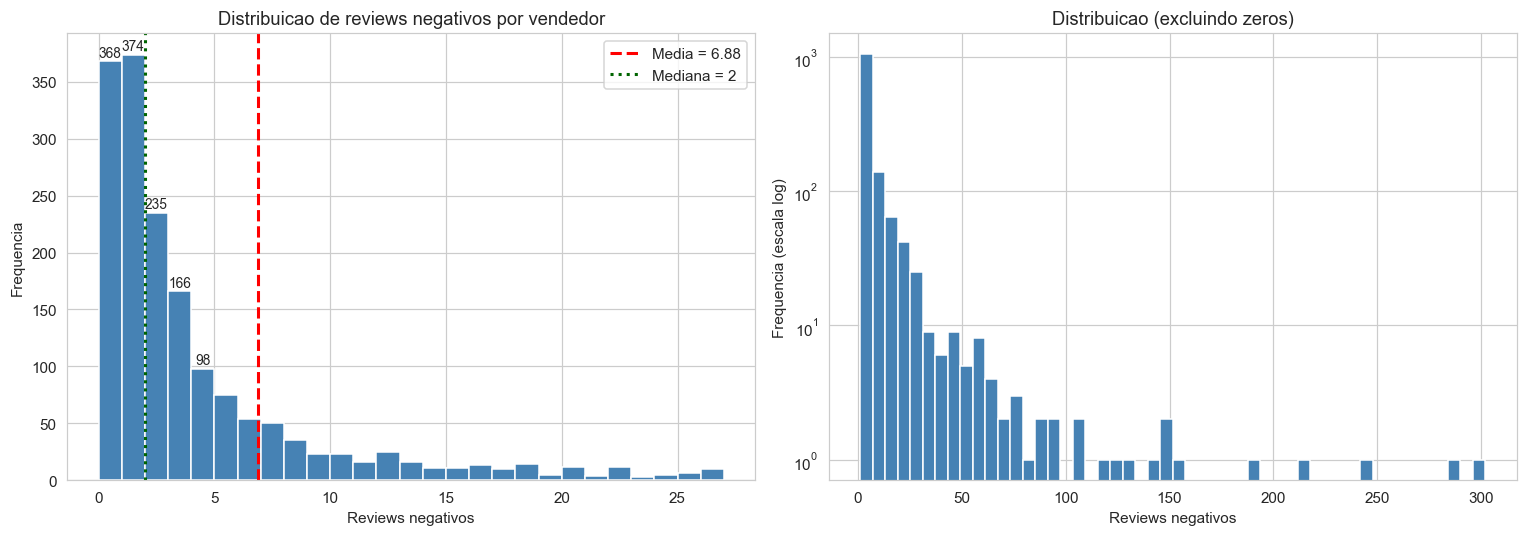 Distribuicao de reviews negativos por vendedor
368
374
235
166
98
Media = 6.88
Mediana = 2
Frequencia
350
300
250
200
150
100
50
0
0 5 10 15 20 25
Reviews negativos
Distribuicao (excluindo zeros)
Frequencia (escala log)
10³
10²
10¹
10⁰
0 50 100 150 200 250 300
Reviews negativos